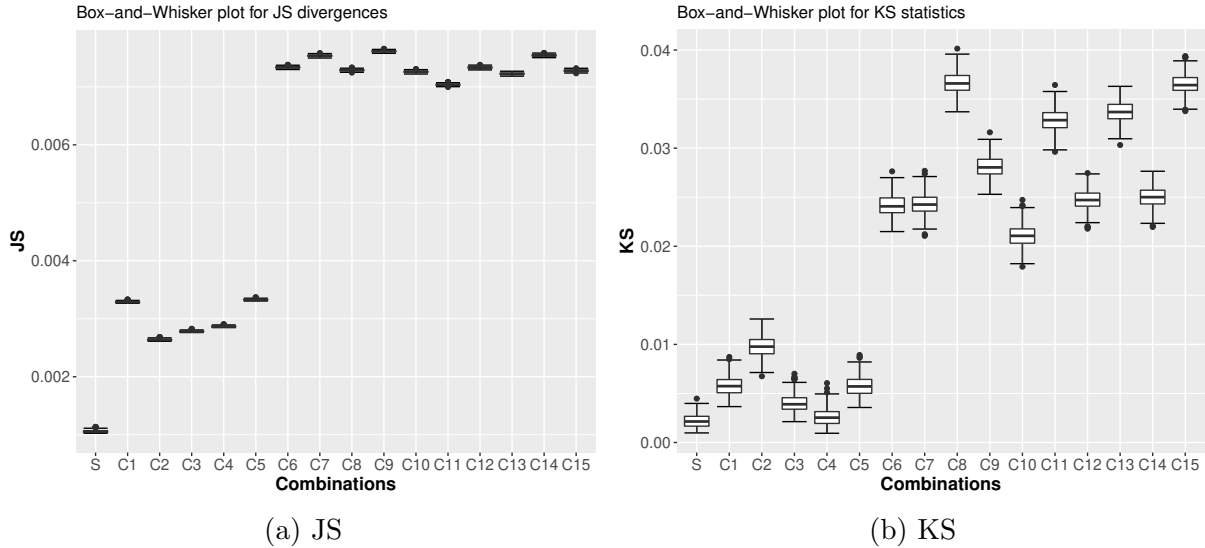 Box−and−Whisker plot for JS divergences
0.006
0.004
0.002
JS
S C1 C2 C3 C4 C5 C6 C7 C8 C9 C10 C11 C12 C13 C14 C15
Combinations
(a) JS
Box−and−Whisker plot for KS statistics
0.04
0.03
0.02
0.01
0.00
KS
S C1 C2 C3 C4 C5 C6 C7 C8 C9 C10 C11 C12 C13 C14 C15
Combinations
(b) KS